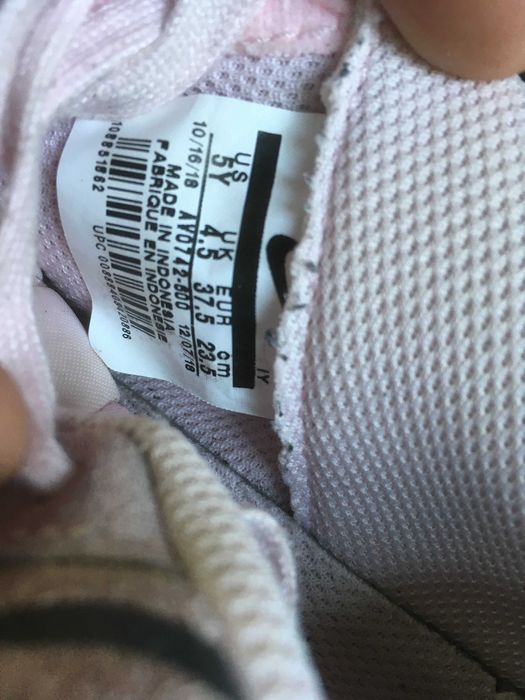 US UK EUR cm
5Y 4.5 37.5 23.5
10/16/18 AV0742-600 12/07/18
MADE IN INDONESIA
FABRIQUE EN INDONESIE
IY